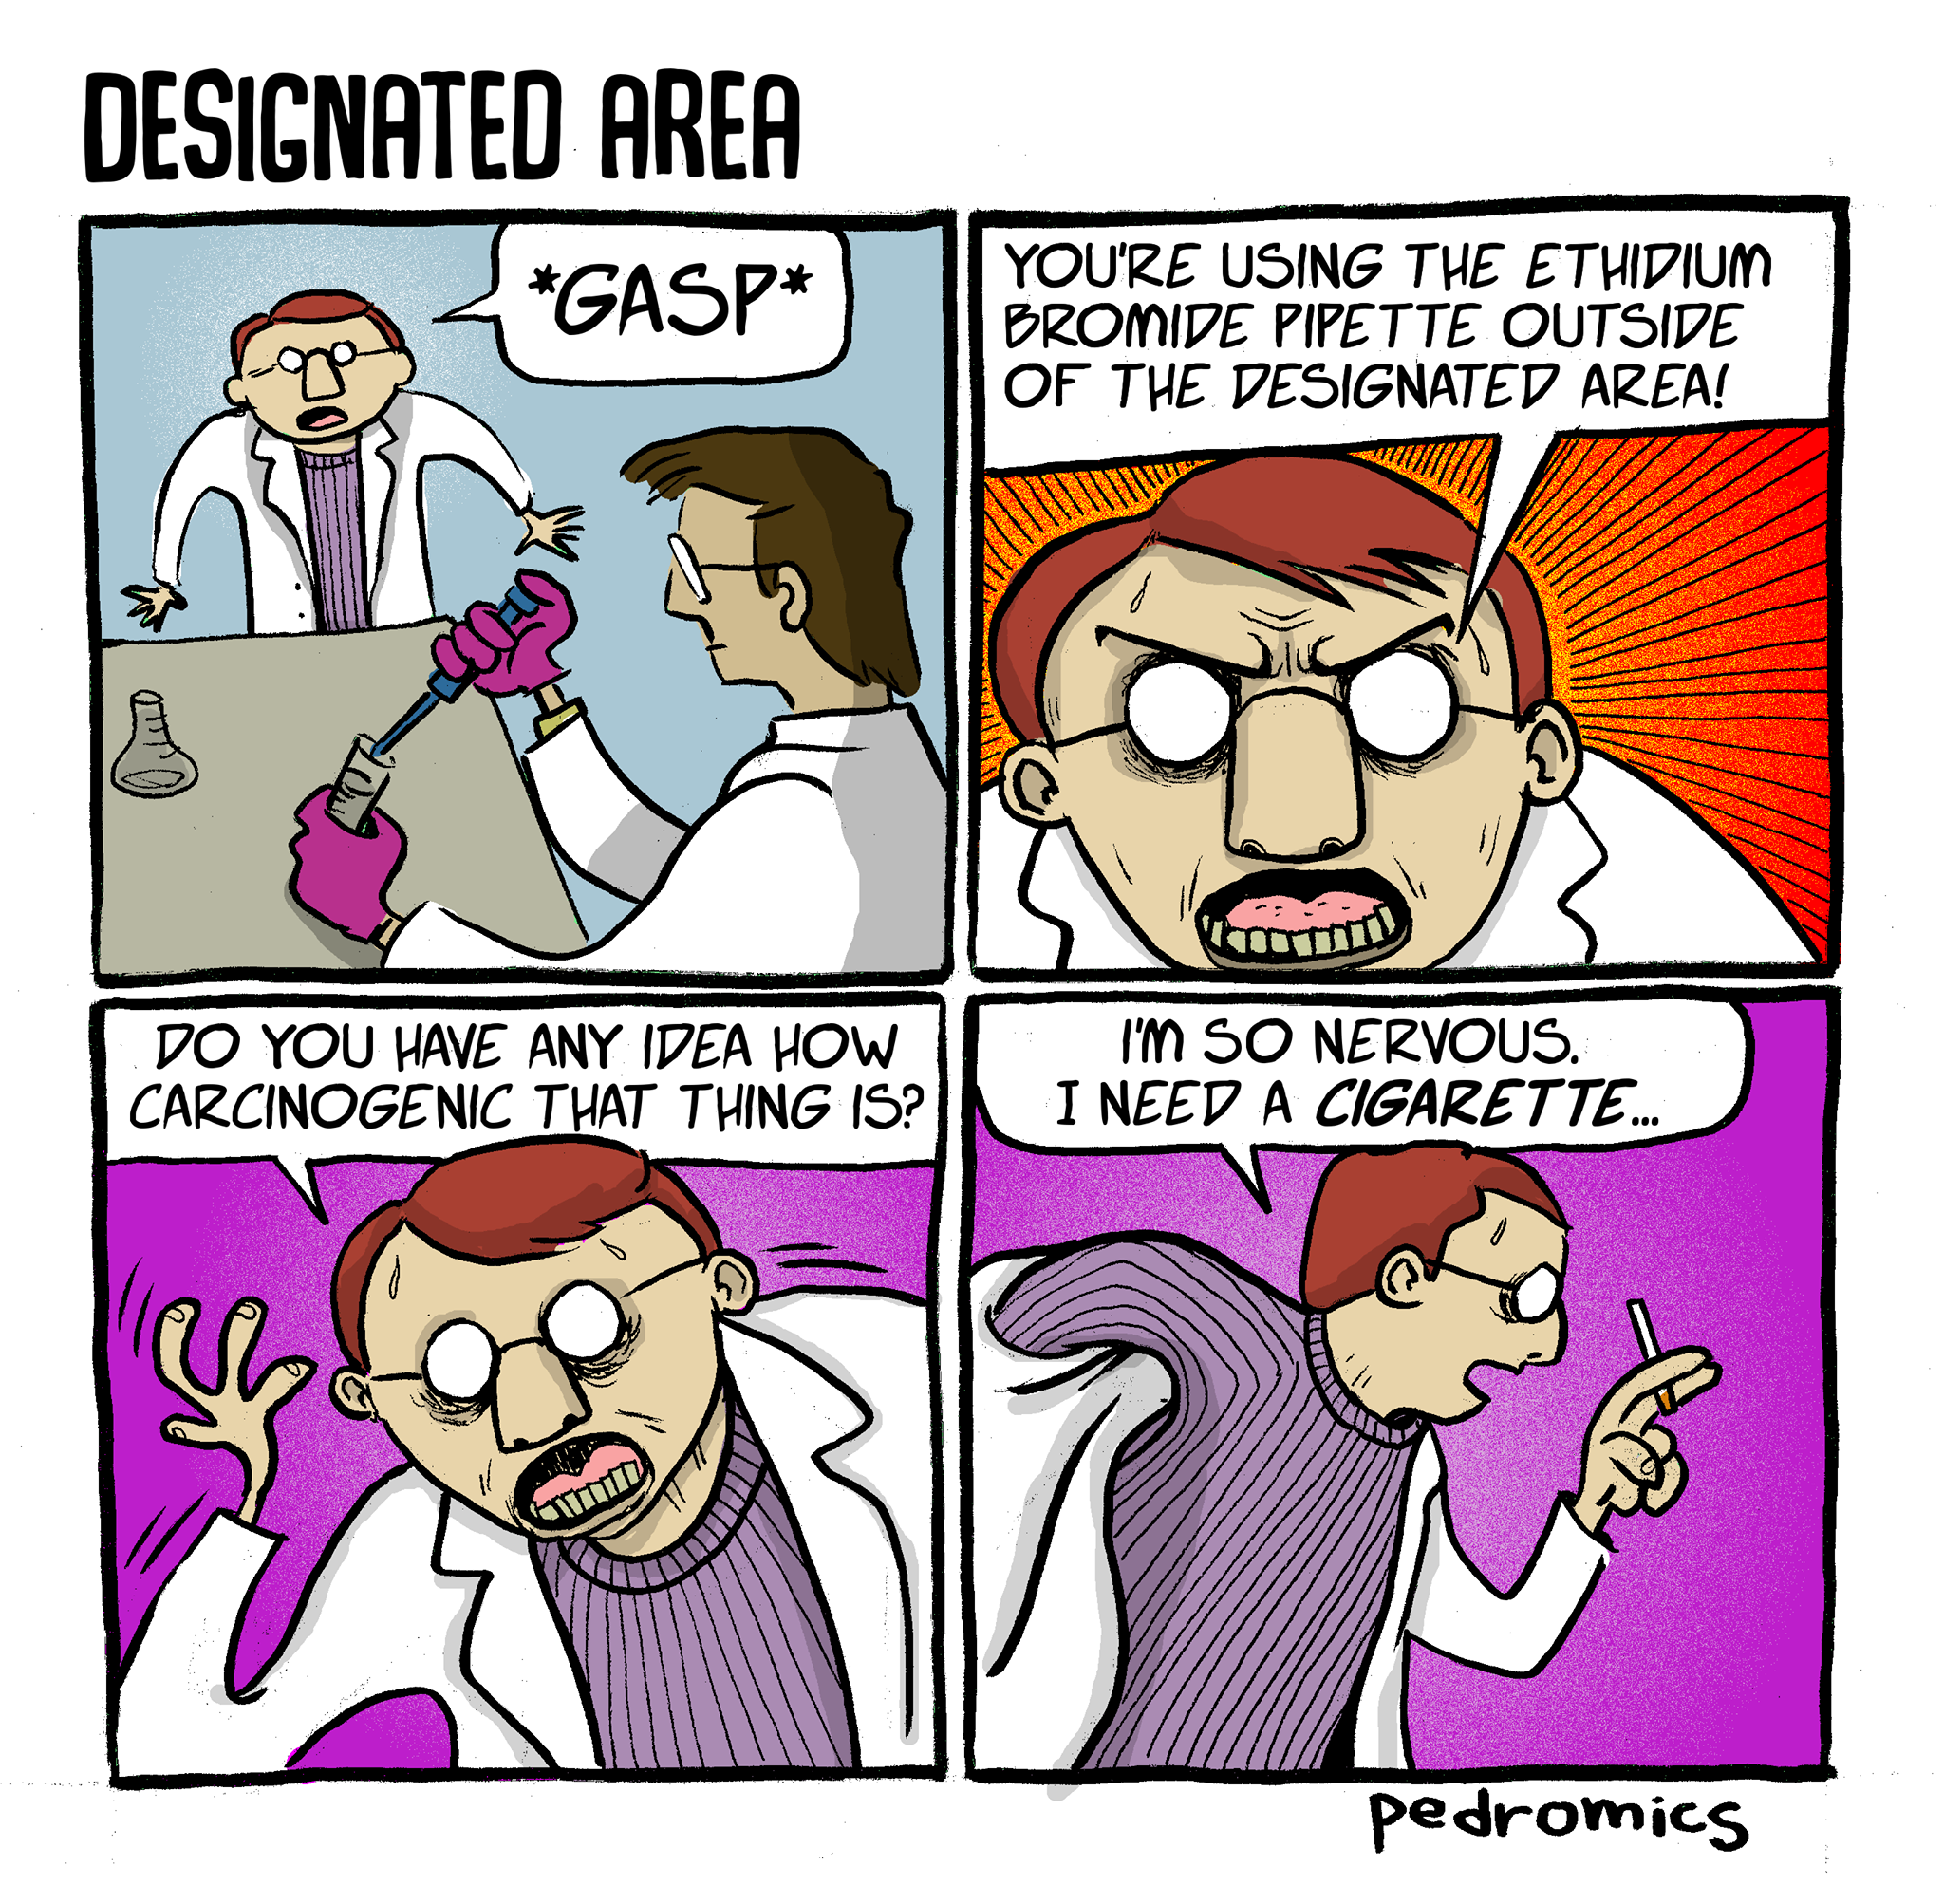 DESIGNATED AREA
*GASP*
YOU'RE USING THE ETHIDIUM
BROMIDE PIPETTE OUTSIDE
OF THE DESIGNATED AREA!
DO YOU HAVE ANY IDEA HOW
CARCINOGENIC THAT THING IS?
I'M SO NERVOUS.
I NEED A CIGARETTE...
pedromics